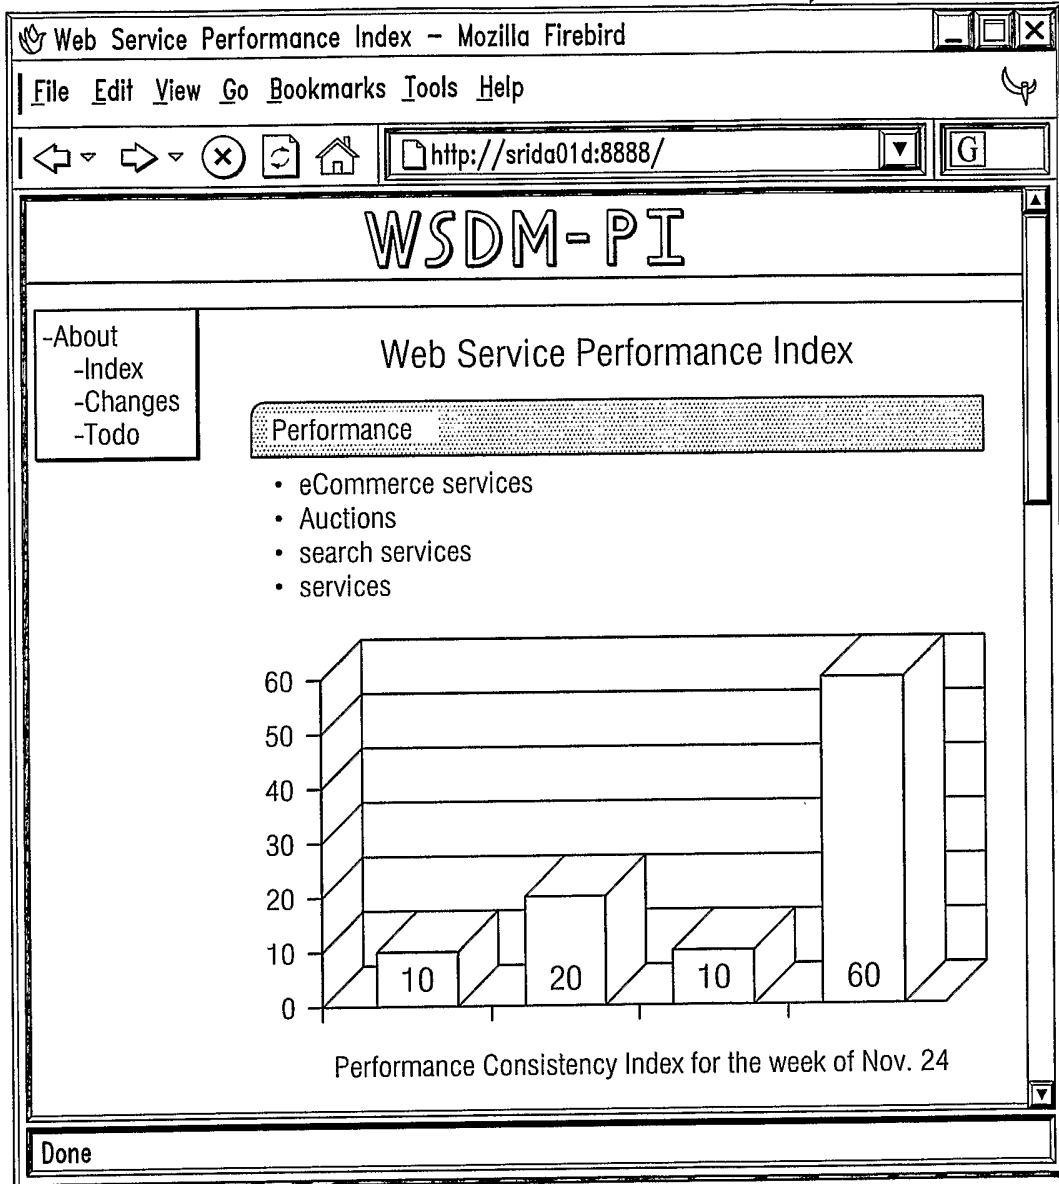 Web Service Performance Index – Mozilla Firebird
File Edit View Go Bookmarks Tools Help
http://srida01d:8888/ G
WSDM-PI
-About
-Index
-Changes
-Todo
Web Service Performance Index
Performance
• eCommerce services
• Auctions
• search services
• services
60
50
40
30
20
10
0
10 20 10 60
Performance Consistency Index for the week of Nov. 24
Done